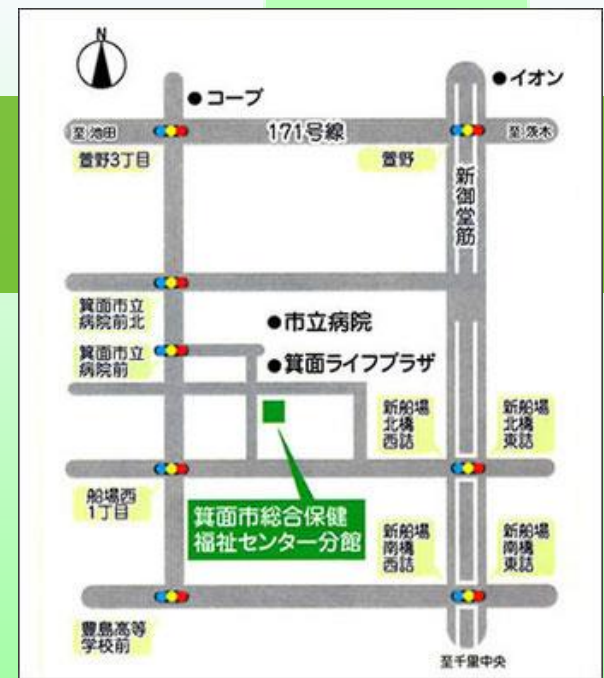 N
コープ
イオン
至 池田
171号線
至 茨木
萱野3丁目
萱野
新御堂筋
箕面市立
病院前北
市立病院
箕面市立
病院前
箕面ライフプラザ
新船場
北橋
西詰
新船場
北橋
東詰
船場西
1丁目
箕面市総合保健
福祉センター分館
新船場
南橋
西詰
新船場
南橋
東詰
豊島高等
学校前
至千里中央